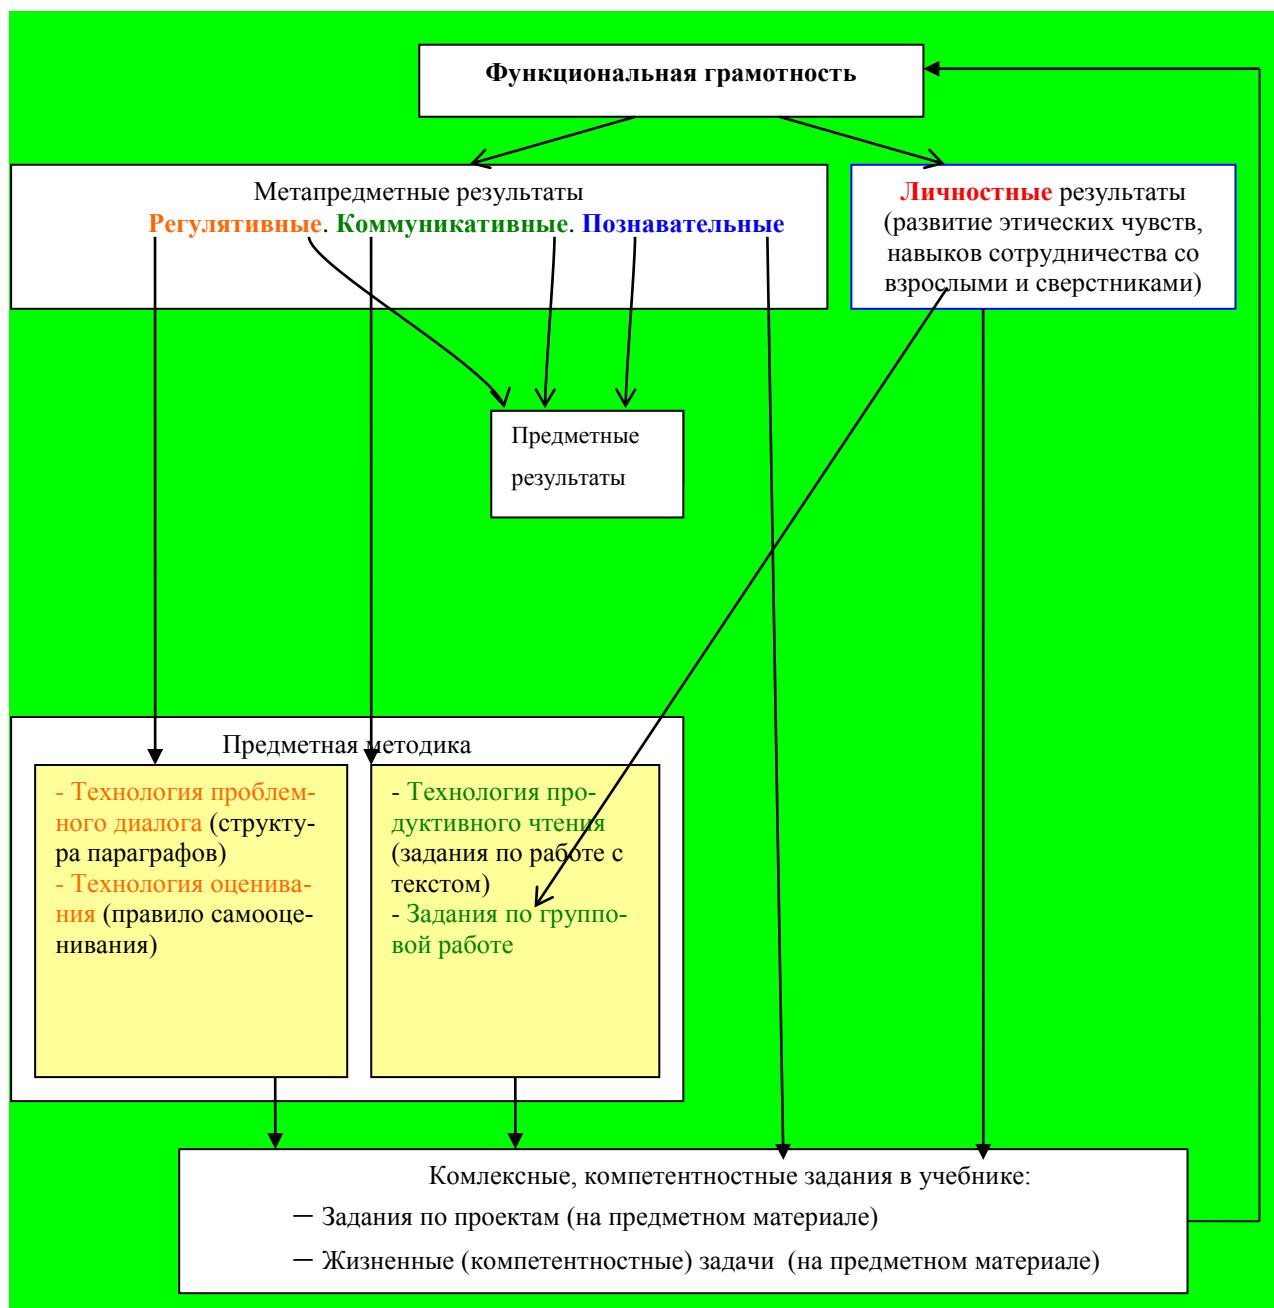 Функциональная грамотность
Метапредметные результаты
Регулятивные. Коммуникативные. Познавательные
Личностные результаты
(развитие этических чувств,
навыков сотрудничества со
взрослыми и сверстниками)
Предметные
результаты
Предметная методика
- Технология проблем-
ного диалога (структу-
ра параграфов)
- Технология оценива-
ния (правило самооце-
нивания)
- Технология про-
дуктивного чтения
(задания по работе с
текстом)
- Задания по группо-
вой работе
Комлексные, компетентностные задания в учебнике:
— Задания по проектам (на предметном материале)
— Жизненные (компетентностные) задачи (на предметном материале)